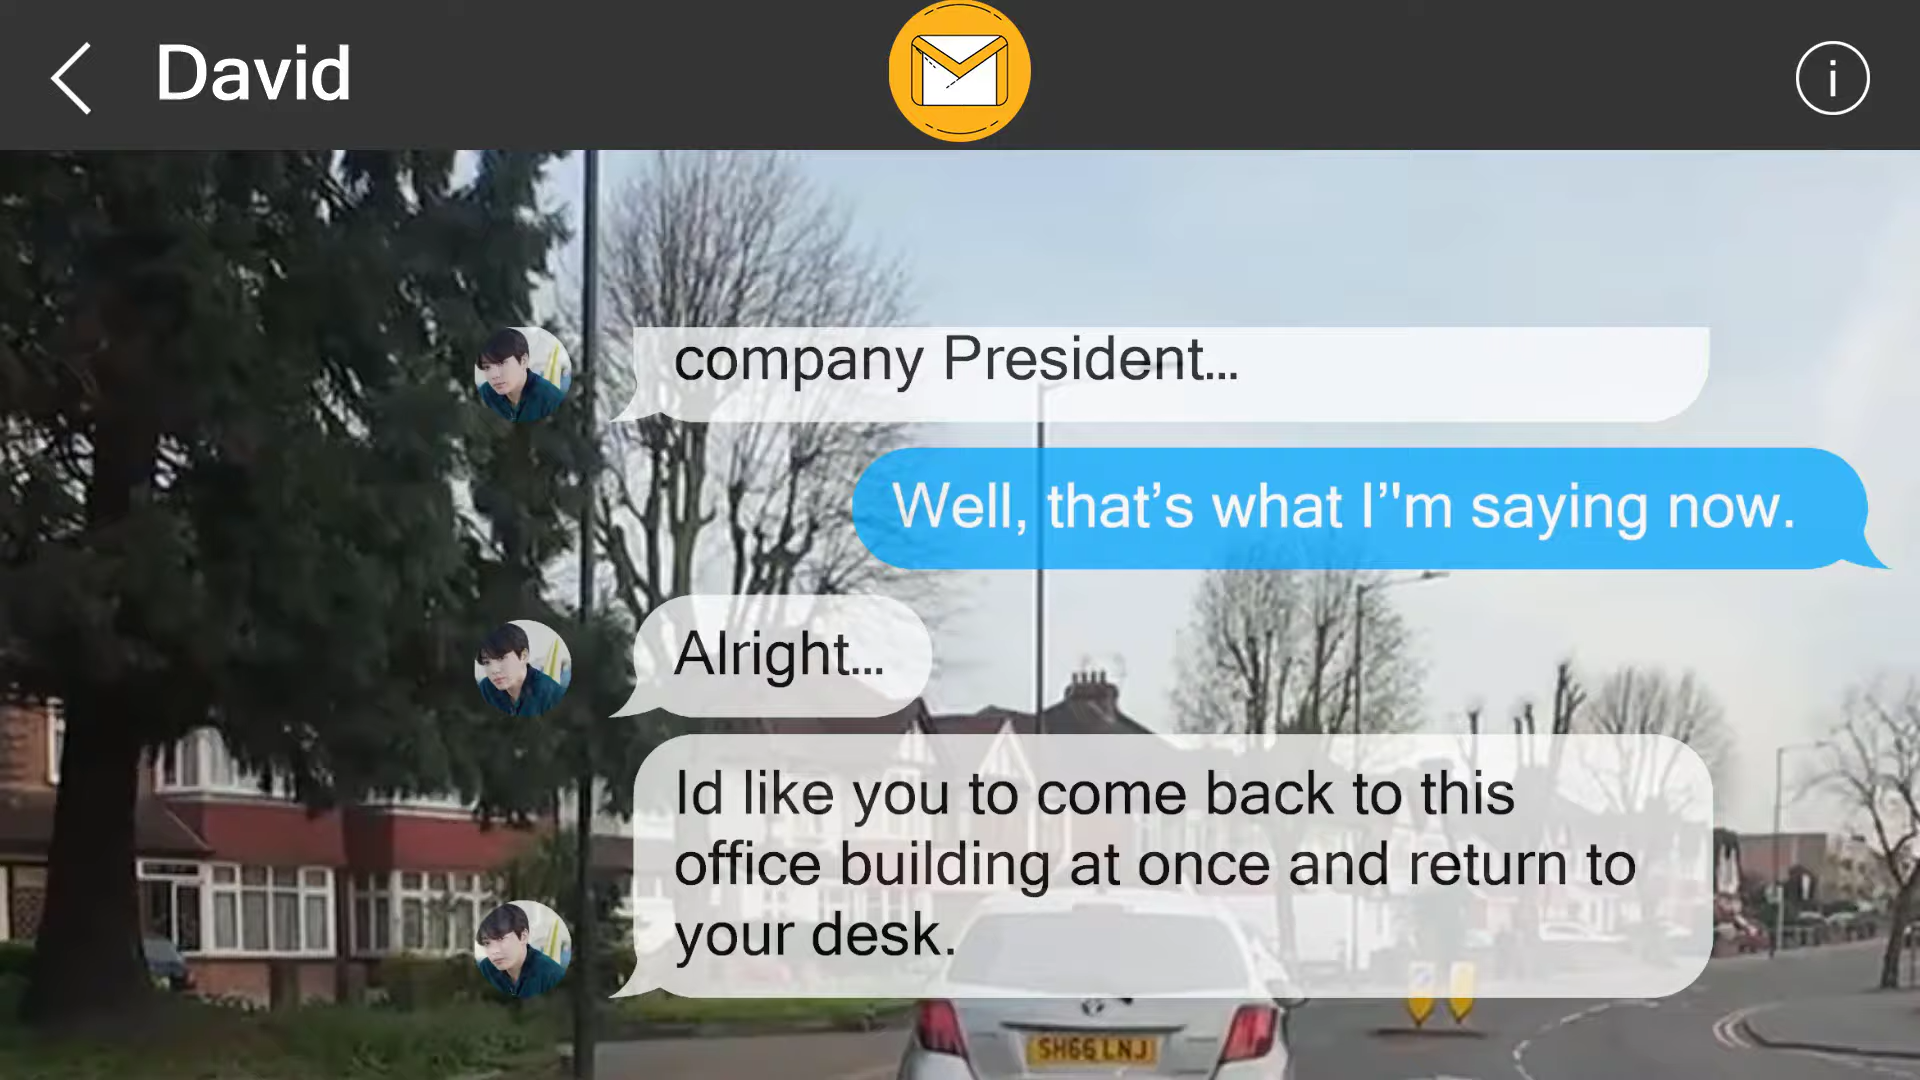 David
company President...
Well, that’s what I’'m saying now.
Alright...
Id like you to come back to this
office building at once and return to
your desk.
SH66 LNJ